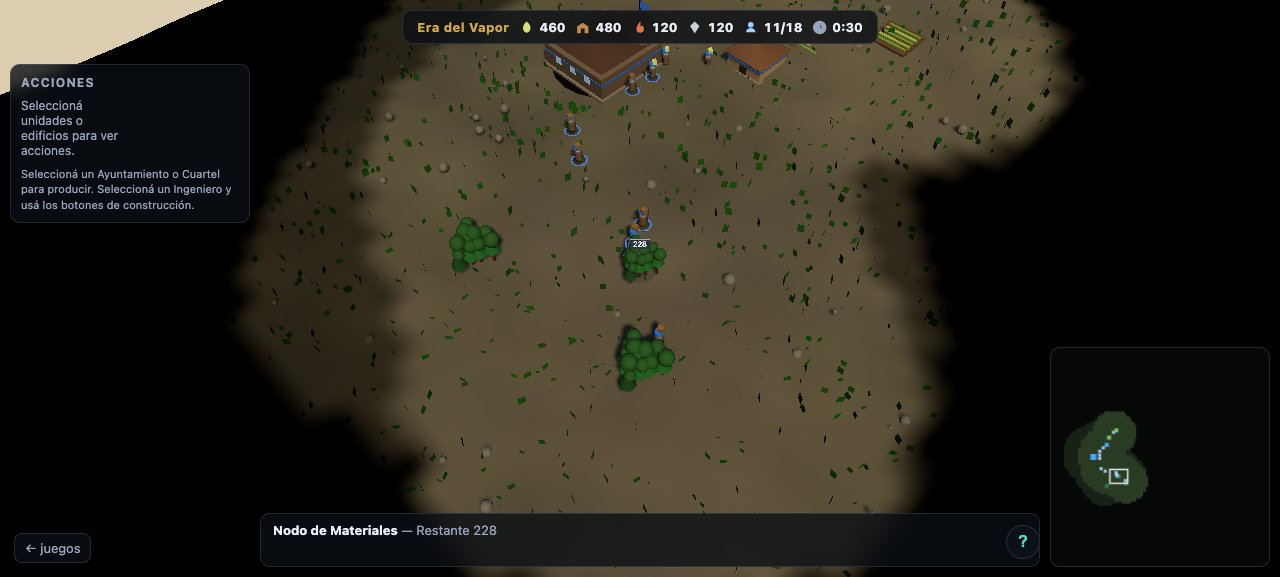 Era del Vapor 460 480 120 120 11/18 0:30
ACCIONES
Seleccioná
unidades o
edificios para ver
acciones.
Seleccioná un Ayuntamiento o Cuartel
para producir. Seleccioná un Ingeniero y
usá los botones de construcción.
228
Nodo de Materiales — Restante 228
?
← juegos